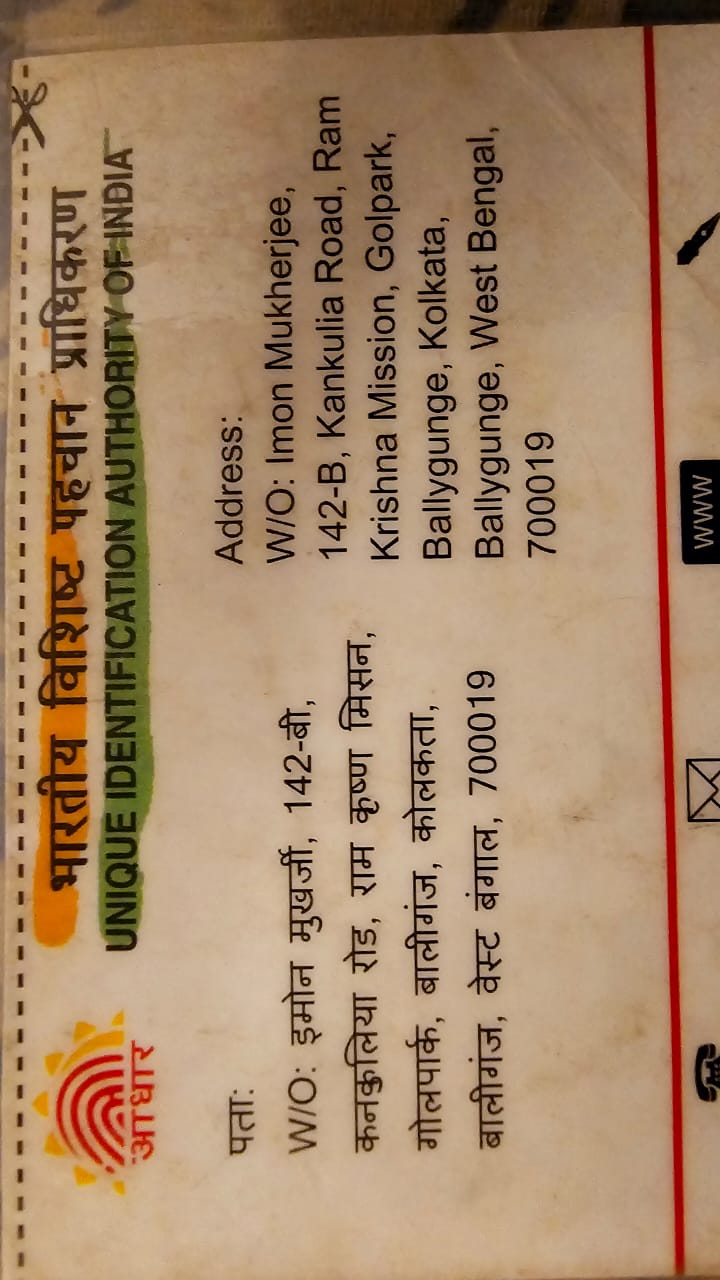 भारतीय विशिष्ट पहचान प्राधिकरण
UNIQUE IDENTIFICATION AUTHORITY OF INDIA
आधार
पता:
W/O: इमोन मुखर्जी, 142-बी,
कनकुलिया रोड, राम कृष्ण मिसन,
गोलपार्क, बालीगंज, कोलकता,
बालीगंज, वेस्ट बंगाल, 700019
Address:
W/O: Imon Mukherjee,
142-B, Kankulia Road, Ram
Krishna Mission, Golpark,
Ballygunge, Kolkata,
Ballygunge, West Bengal,
700019
WWW